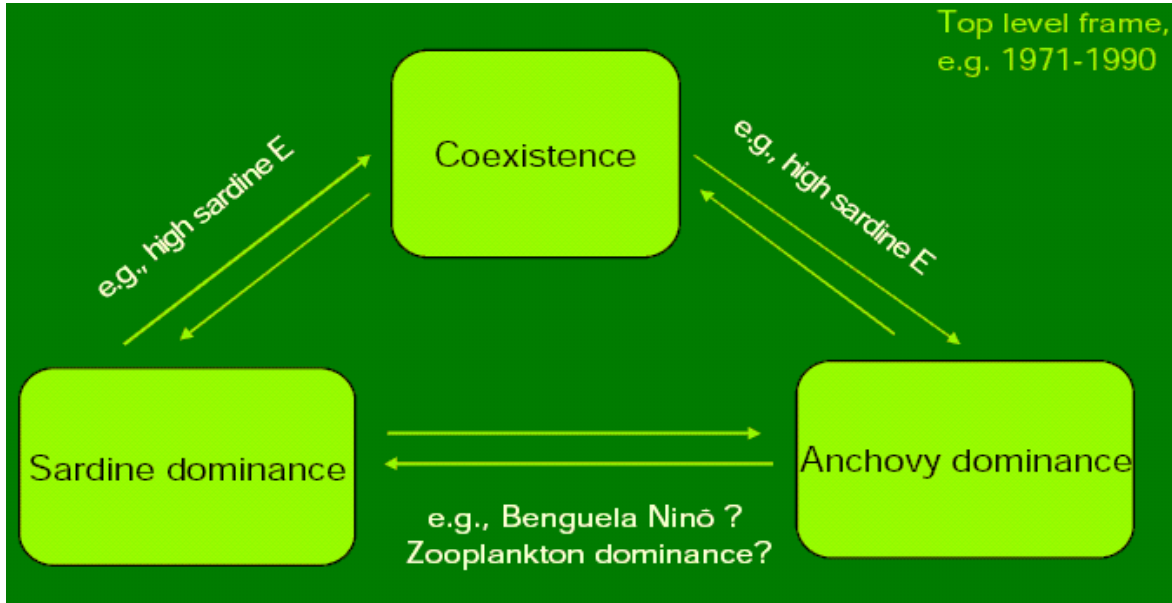 Top level frame,
e.g. 1971-1990
Coexistence
e.g., high sardine E
e.g., high sardine E
Sardine dominance
Anchovy dominance
e.g., Benguela Ninō ?
Zooplankton dominance?